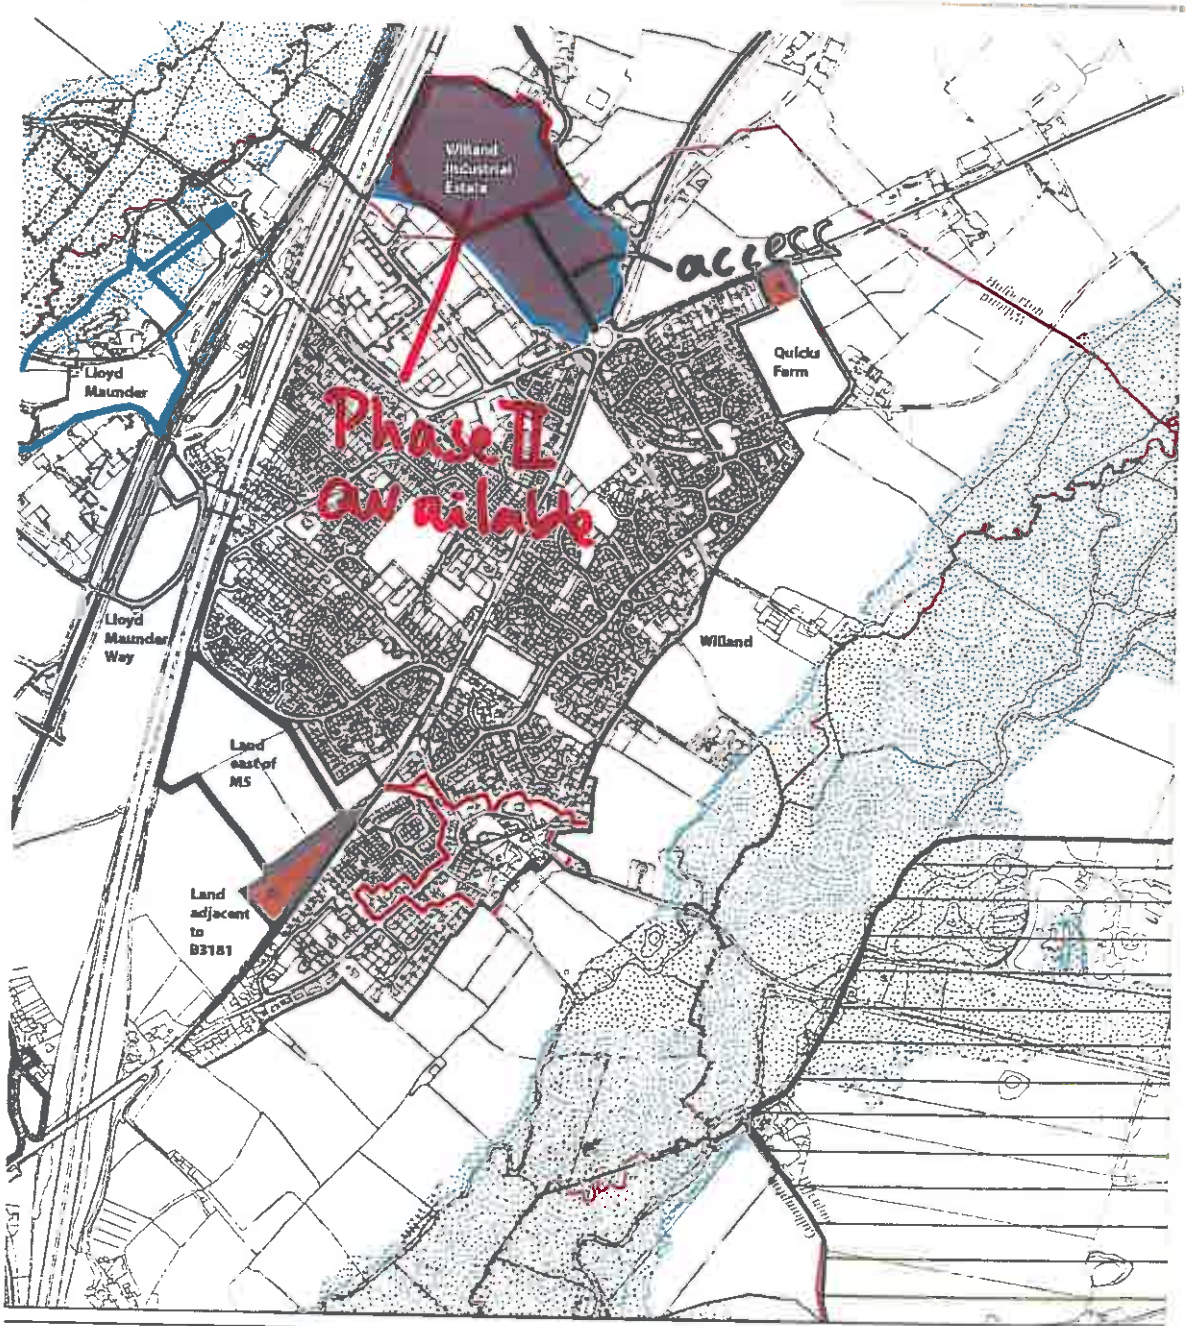 Willand
Industrial
Estate
access
Quicks
Farm
Lloyd
Maunder
Phase II
available
Lloyd
Maunder
Way
Willand
Land
east of
M5
Land
adjacent
to
B3181